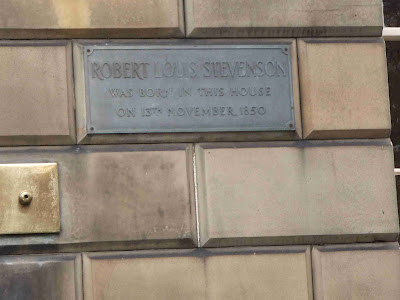 ROBERT LOUIS STEVENSON
WAS BORN IN THIS HOUSE
ON 13TH NOVEMBER, 1850